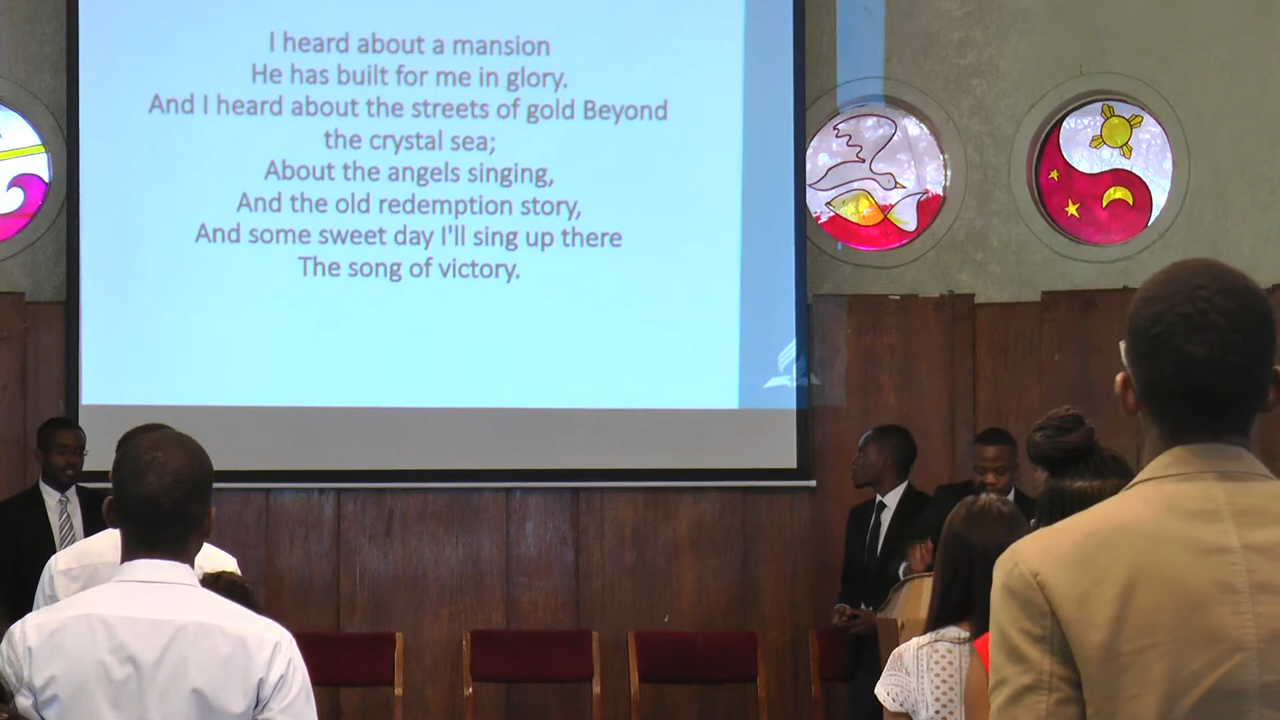 I heard about a mansion
He has built for me in glory.
And I heard about the streets of gold Beyond
the crystal sea;
About the angels singing,
And the old redemption story,
And some sweet day I'll sing up there
The song of victory.